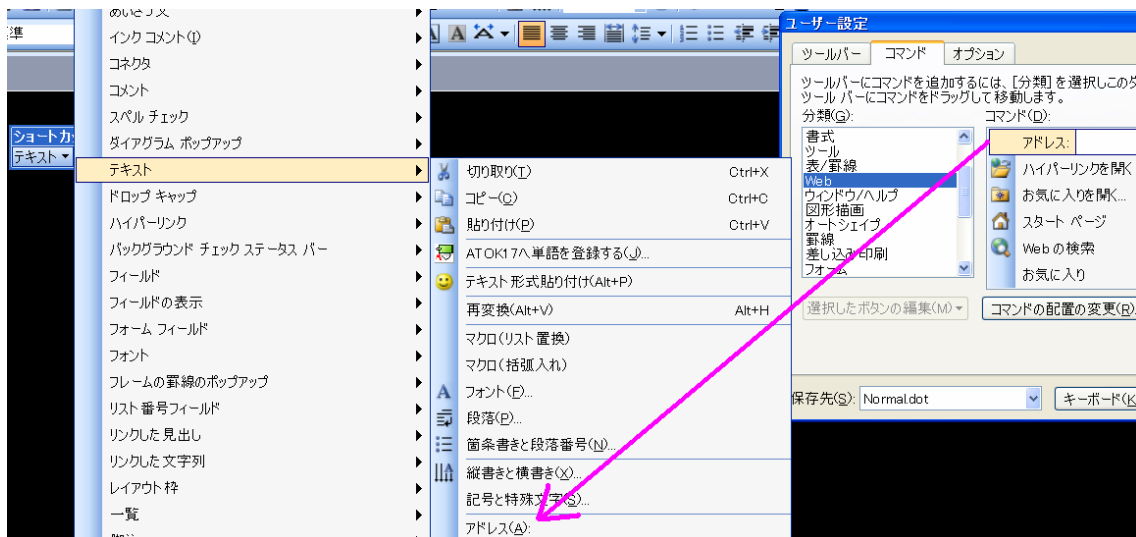 準
ショートカッ
テキスト
インク コメント(I)
コネクタ
コメント
スペル チェック
ダイアグラム ポップアップ
テキスト
ドロップ キャップ
ハイパーリンク
バックグラウンド チェック ステータス バー
フィールド
フィールドの表示
フォーム フィールド
フォント
フレームの罫線のポップアップ
リスト番号フィールド
リンクした見出し
リンクした文字列
レイアウト枠
一覧
切り取り(T) Ctrl+X
コピー(C) Ctrl+C
貼り付け(P) Ctrl+V
ATOK17へ単語を登録する(J)...
テキスト形式貼り付け(Alt+P)
再変換(Alt+V) Alt+H
マクロ(リスト置換)
マクロ(括弧入れ)
フォント(F)...
段落(P)...
箇条書きと段落番号(N)...
縦書きと横書き(X)...
記号と特殊文字(S)...
アドレス(A):
ユーザー設定
ツールバー コマンド オプション
ツールバーにコマンドを追加するには、[分類] を選択しこのダ
ツール バーにコマンドをドラッグして移動します。
分類(G): コマンド(D):
書式
ツール
表/罫線
Web
ウィンドウ/ヘルプ
図形描画
オートシェイプ
罫線
差し込み印刷
フォーム
アドレス:
ハイパーリンクを開く
お気に入りを開く...
スタート ページ
Web の検索
お気に入り
選択したボタンの編集(M) コマンドの配置の変更(R)
保存先(S): Normal.dot キーボード(K